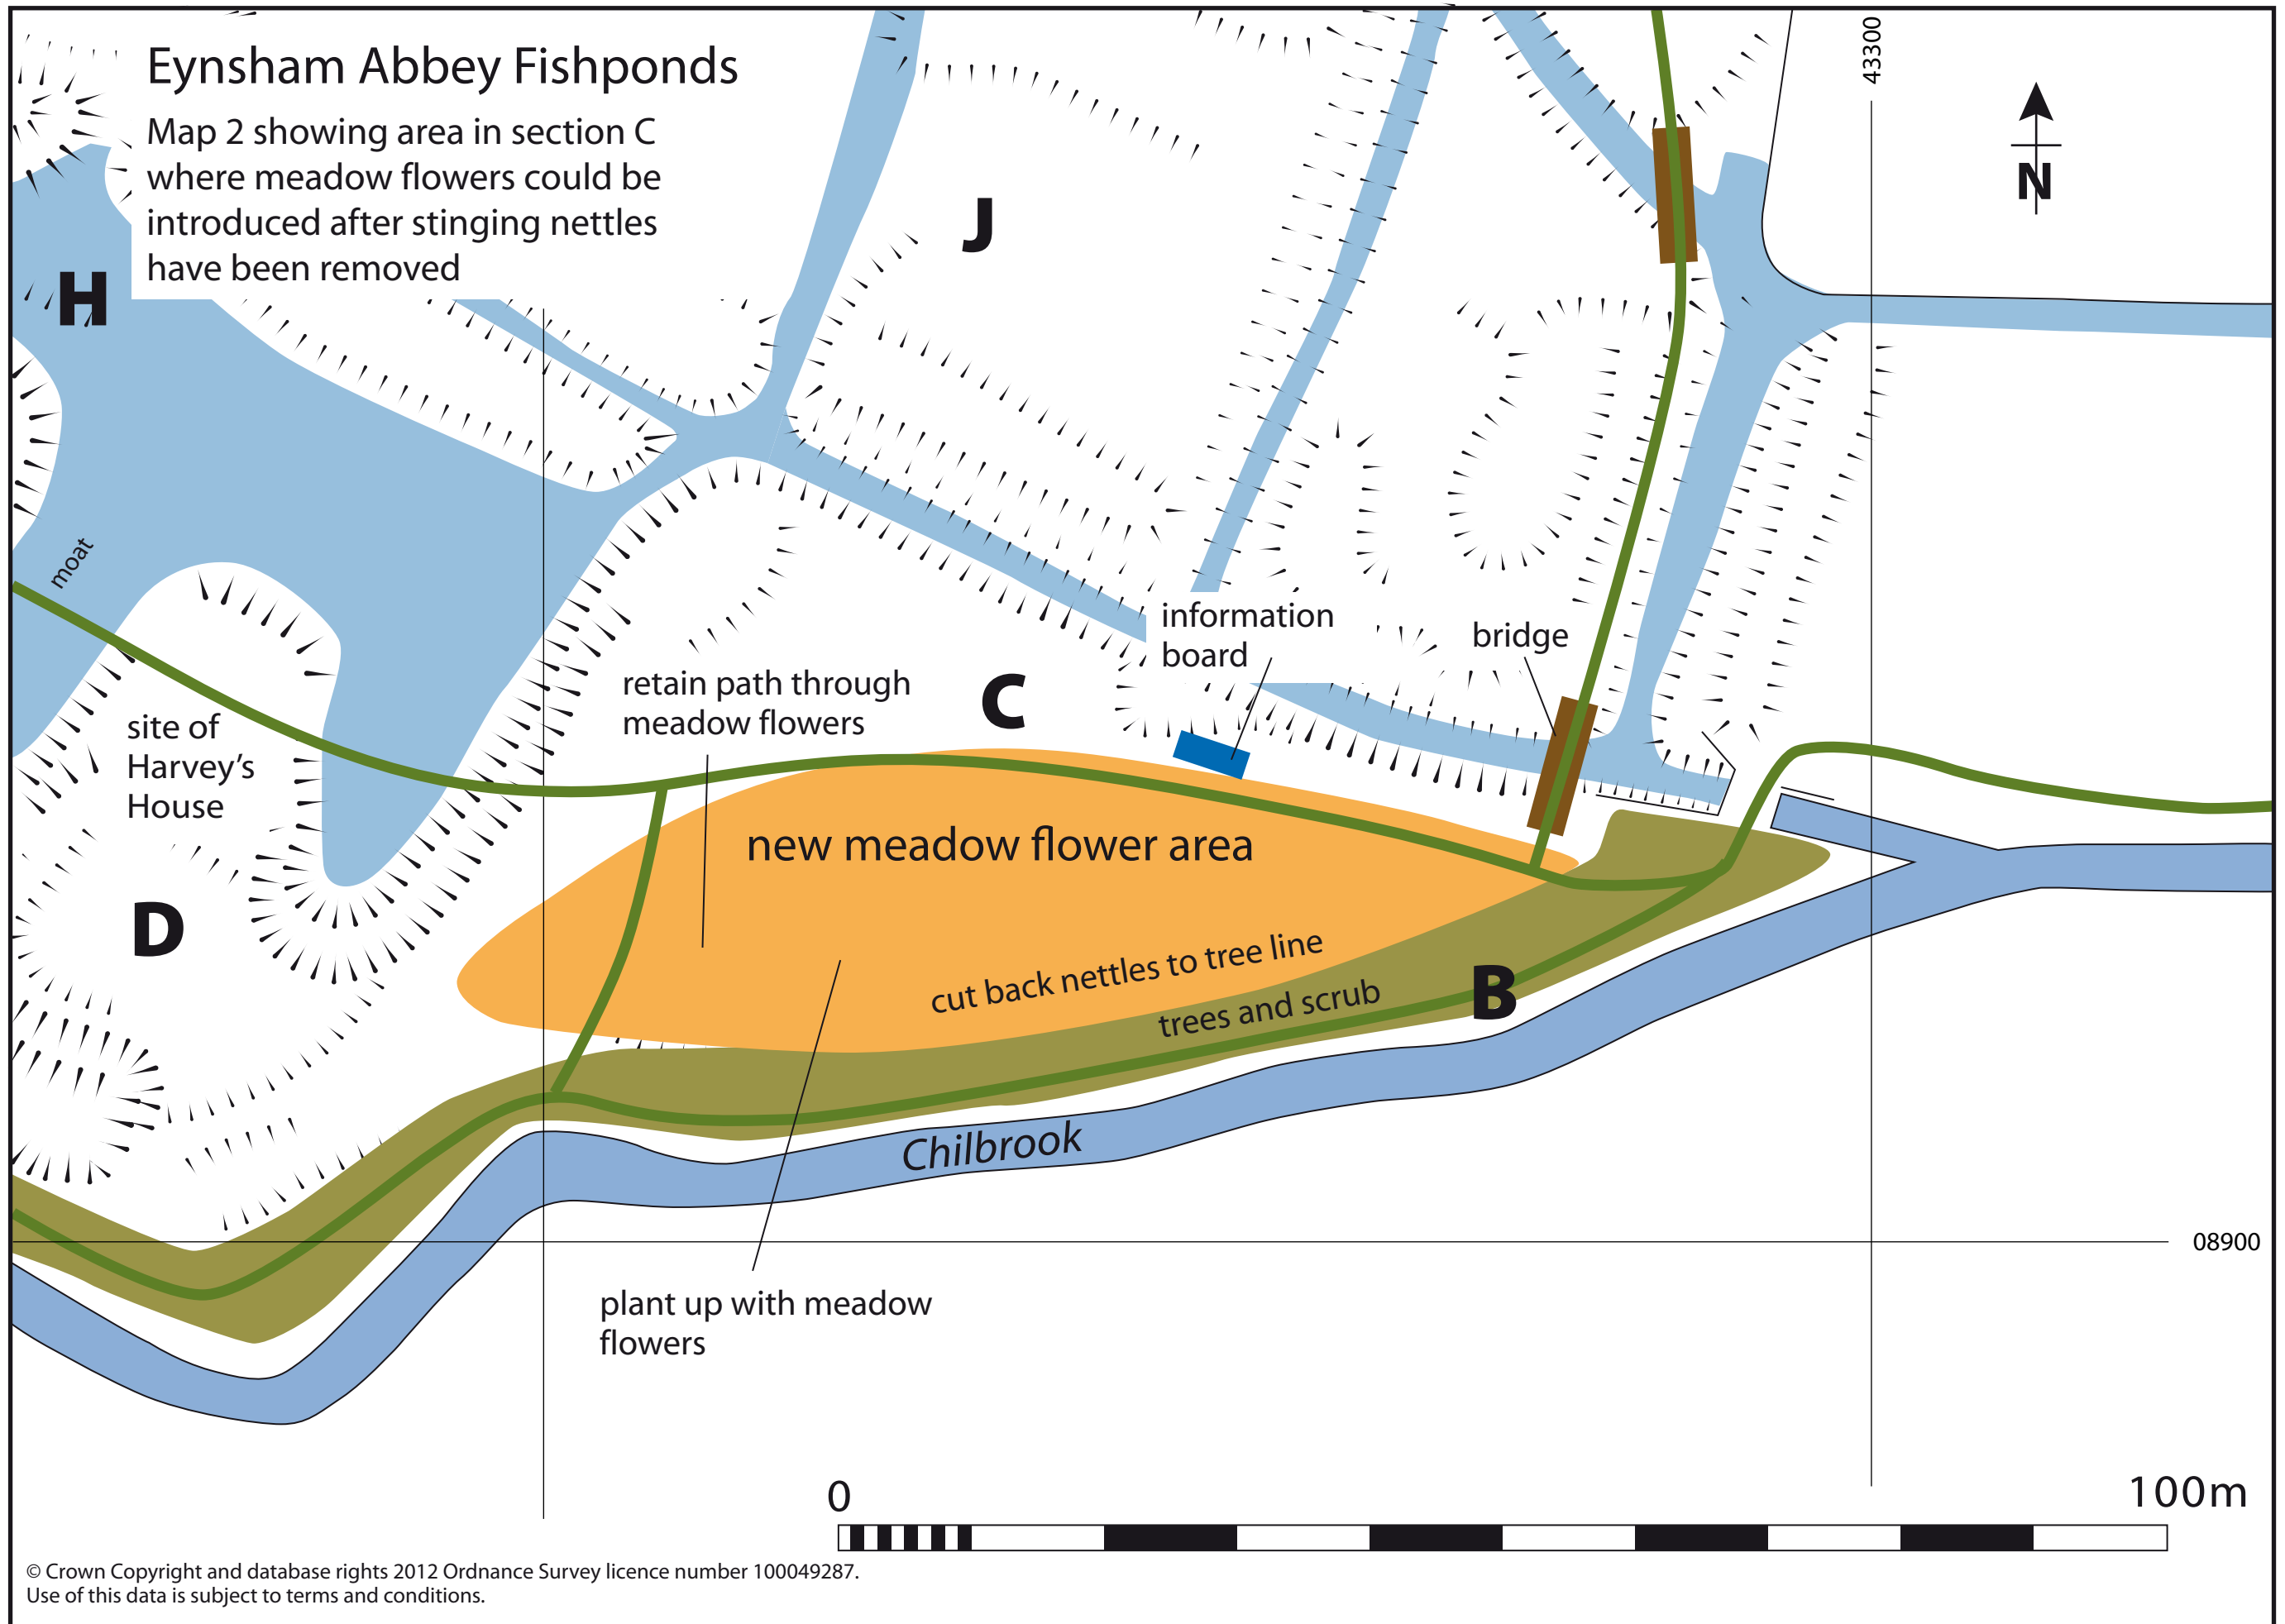 Eynsham Abbey Fishponds
Map 2 showing area in section C
where meadow flowers could be
introduced after stinging nettles
have been removed
43300
N
J
H
moat
information
board
bridge
retain path through
meadow flowers
C
site of
Harvey's
House
new meadow flower area
D
cut back nettles to tree line
trees and scrub
B
Chilbrook
08900
plant up with meadow
flowers
0
100m
© Crown Copyright and database rights 2012 Ordnance Survey licence number 100049287.
Use of this data is subject to terms and conditions.